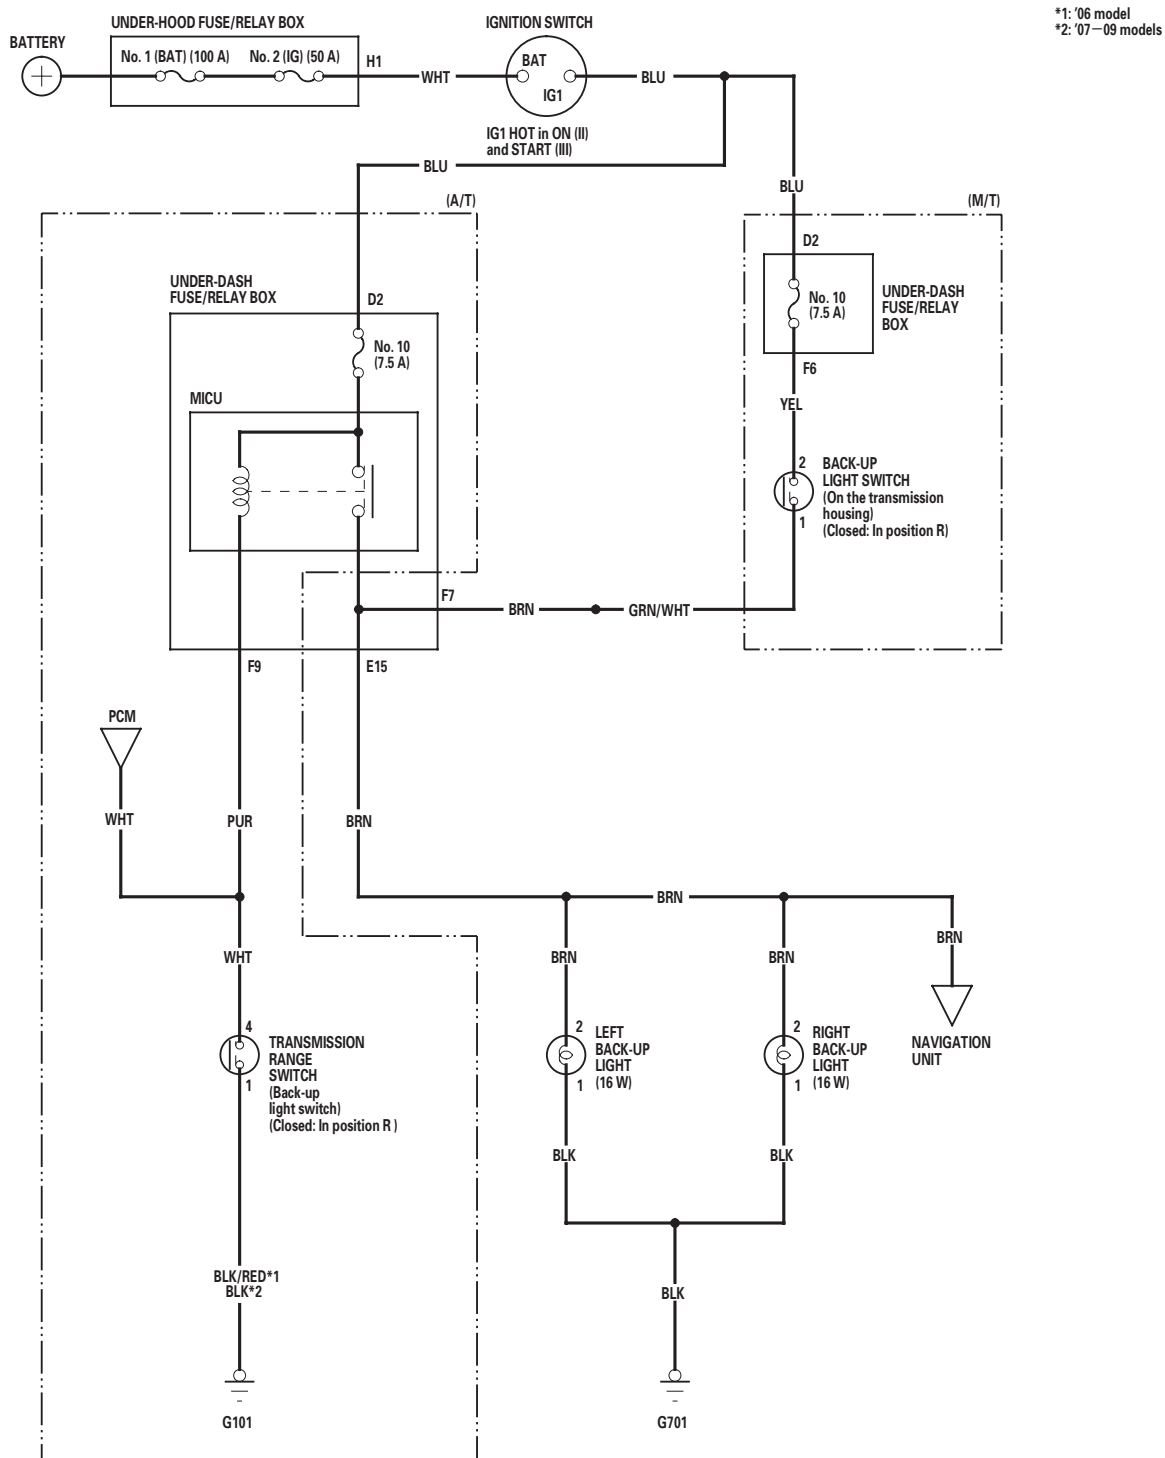 *1: '06 model
*2: '07−09 models
UNDER-HOOD FUSE/RELAY BOX
IGNITION SWITCH
BATTERY
No. 1 (BAT) (100 A)
No. 2 (IG) (50 A)
H1
WHT
BAT
IG1
BLU
IG1 HOT in ON (II)
and START (III)
BLU
BLU
(A/T)
(M/T)
D2
UNDER-DASH
FUSE/RELAY BOX
D2
No. 10
(7.5 A)
UNDER-DASH
FUSE/RELAY
BOX
No. 10
(7.5 A)
F6
MICU
YEL
2
BACK-UP
LIGHT SWITCH
(On the transmission
housing)
(Closed: In position R)
1
F7
BRN
GRN/WHT
F9
E15
PCM
WHT
PUR
BRN
BRN
WHT
BRN
BRN
BRN
4
TRANSMISSION
RANGE
SWITCH
(Back-up
light switch)
(Closed: In position R )
1
2
LEFT
BACK-UP
LIGHT
(16 W)
1
2
RIGHT
BACK-UP
LIGHT
(16 W)
1
NAVIGATION
UNIT
BLK
BLK
BLK/RED*1
BLK*2
BLK
G101
G701